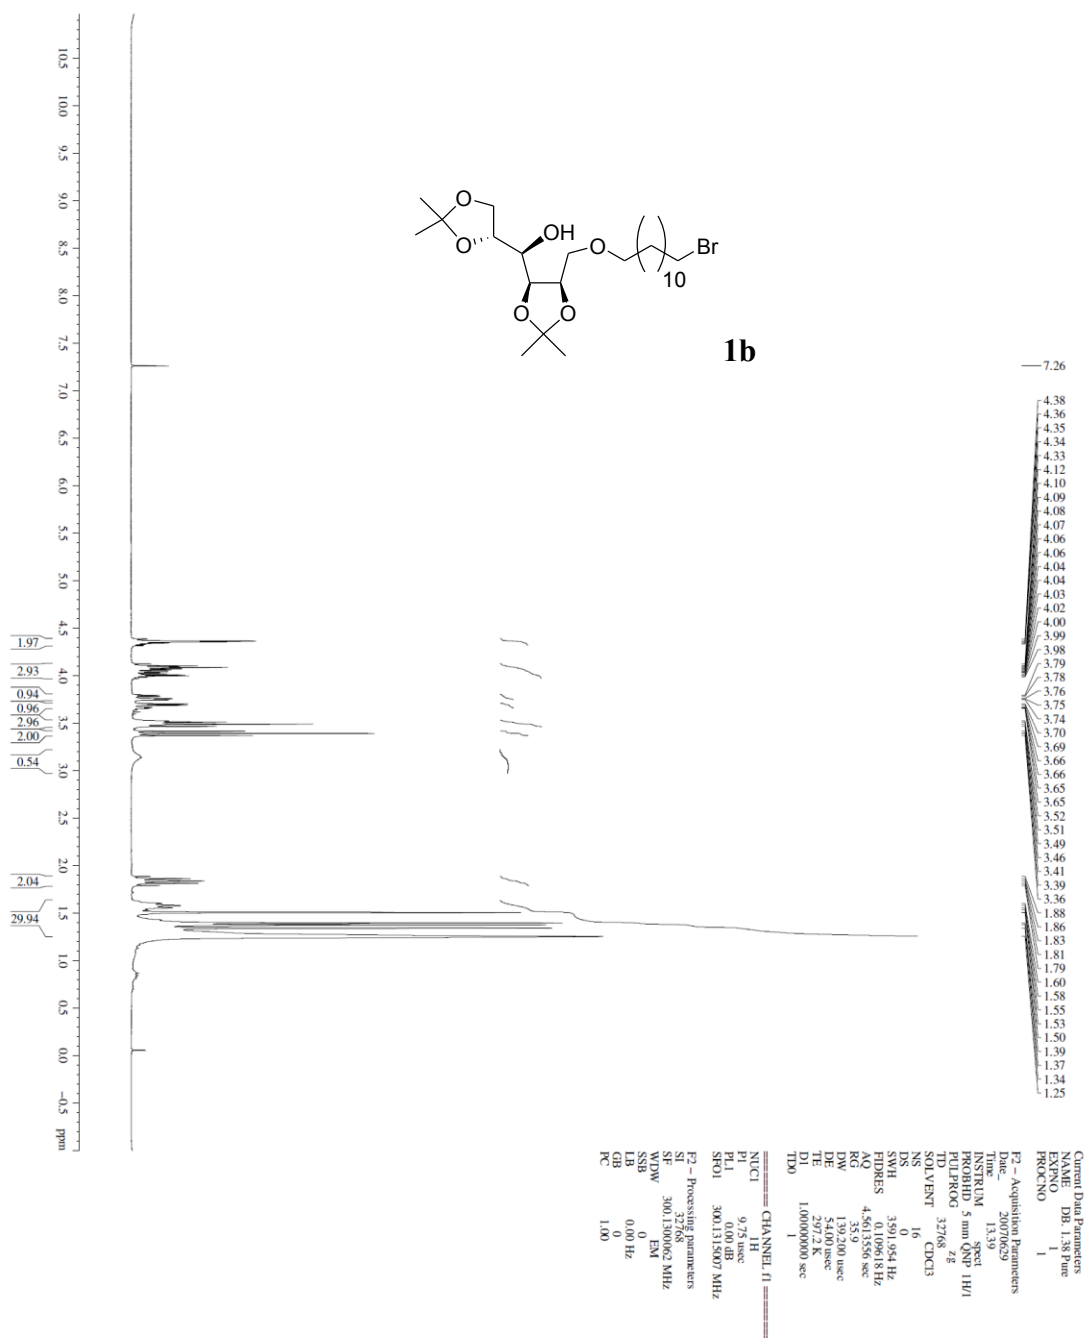 O
O
OH
O
Br
10
O
O
1b
10.5
10.0
9.5
9.0
8.5
8.0
7.5
7.0
6.5
6.0
5.5
5.0
4.5
4.0
3.5
3.0
2.5
2.0
1.5
1.0
0.5
0.0
−0.5
ppm
1.97
2.93
0.94
0.96
2.96
2.00
0.54
2.04
29.94
7.26
4.38
4.36
4.35
4.34
4.33
4.12
4.10
4.09
4.08
4.07
4.06
4.06
4.04
4.04
4.03
4.02
4.00
3.99
3.98
3.79
3.78
3.76
3.75
3.74
3.70
3.69
3.66
3.66
3.65
3.65
3.52
3.51
3.49
3.46
3.41
3.39
3.36
1.88
1.86
1.83
1.81
1.79
1.60
1.58
1.55
1.53
1.50
1.39
1.37
1.34
1.25
Current Data Parameters
NAME DB. 1.38 Pure
EXPNO 1
PROCNO 1
F2 − Acquisition Parameters
Date_ 20070629
Time 13.39
INSTRUM spect
PROBHD 5 mm QNP 1H/1
PULPROG zg
TD 32768
SOLVENT CDCl3
NS 16
DS 0
SWH 3591.954 Hz
FIDRES 0.109618 Hz
AQ 4.5613556 sec
RG 35.9
DW 139.200 usec
DE 54.00 usec
TE 297.2 K
D1 1.00000000 sec
TD0 1
======== CHANNEL f1 ========
NUC1 1H
P1 9.75 usec
PL1 0.00 dB
SFO1 300.1315007 MHz
F2 − Processing parameters
SI 32768
SF 300.1300062 MHz
WDW EM
SSB 0
LB 0.00 Hz
GB 0
PC 1.00